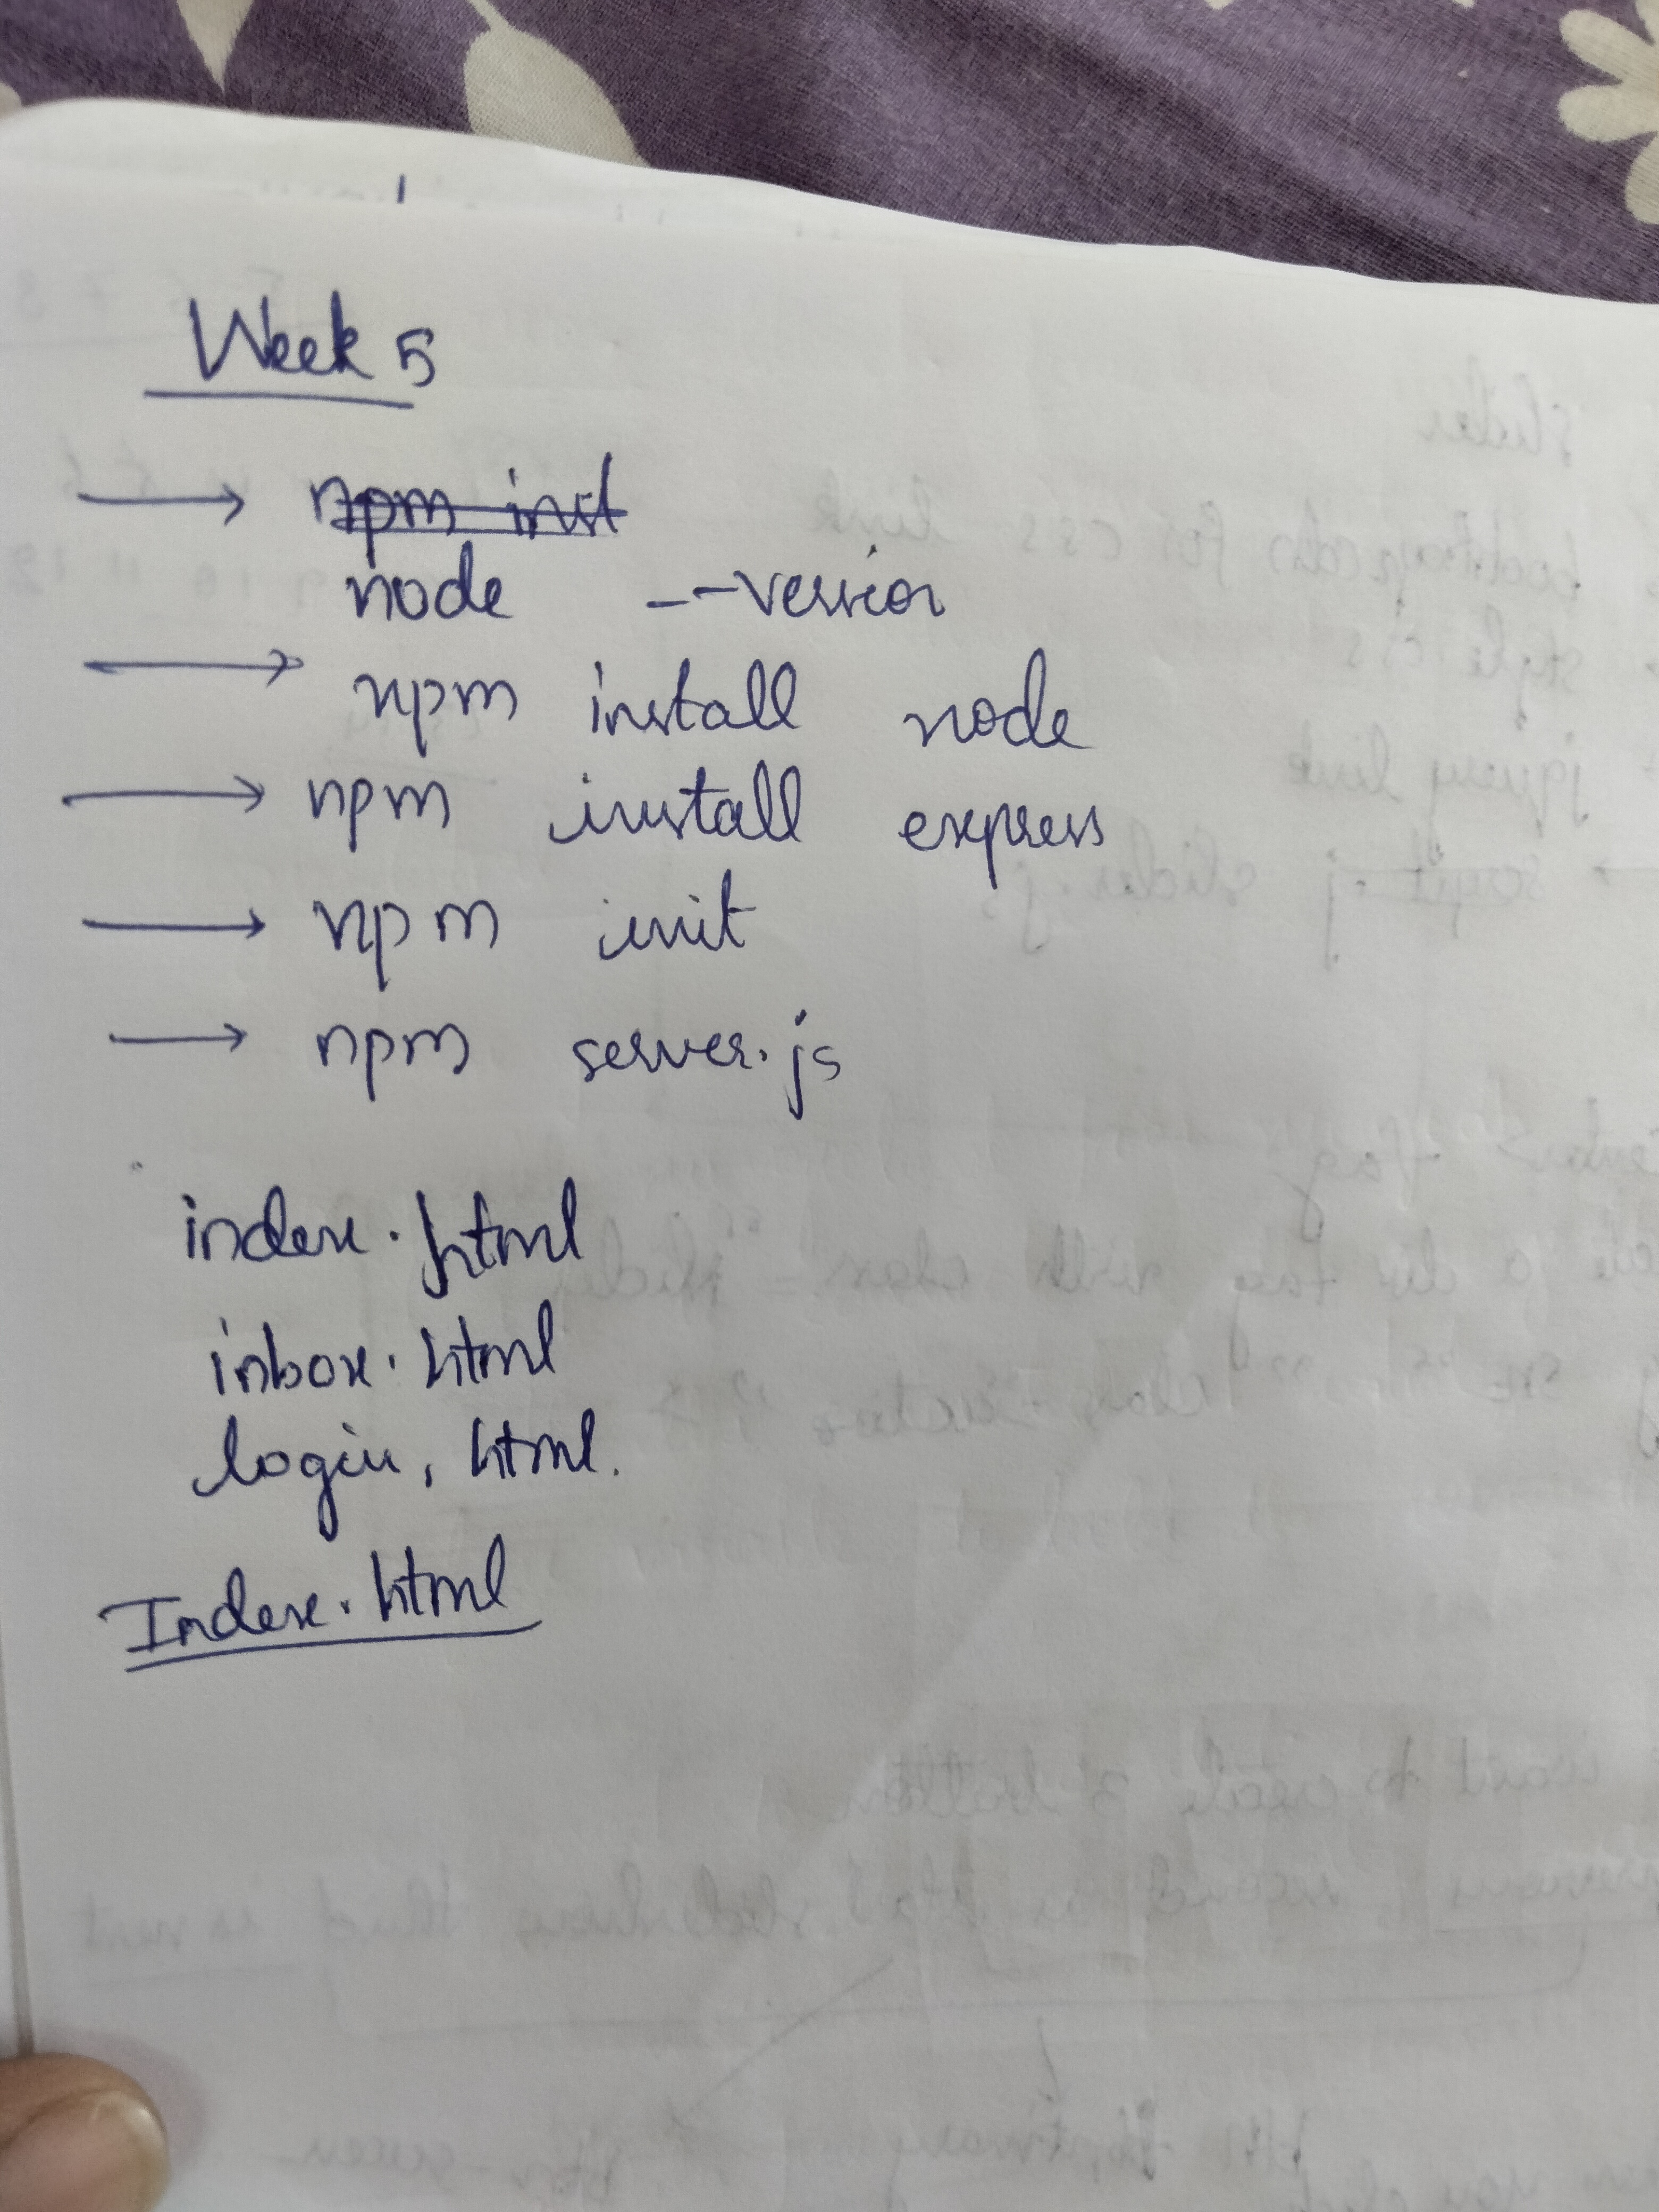 Week 5
→ npm inst
node --version
→ npm install node
→ npm install express
→ npm init
→ npm server.js
index.html
inbox.html
login, html.
Index.html